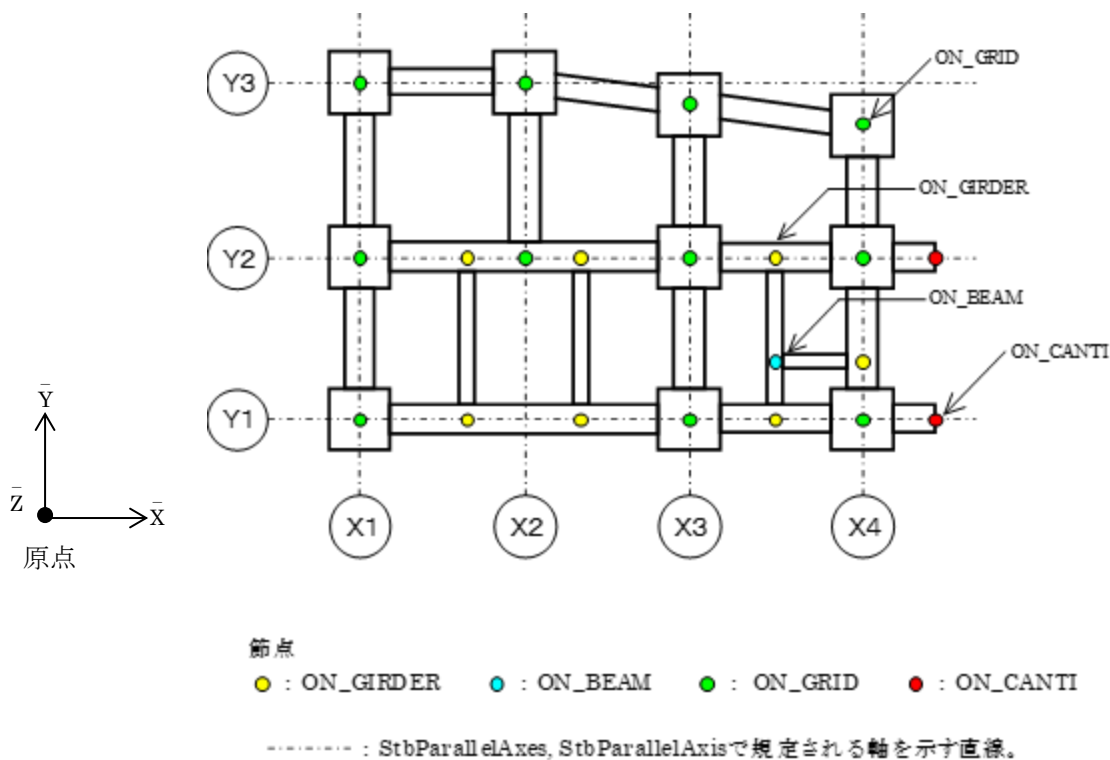 ON_GRID
Y3
ON_GIRDER
Y2
ON_BEAM
ON_CANTI
Y̅
Y1
Z̅
X̅
原点
X1 X2 X3 X4
節点
: ON_GIRDER : ON_BEAM : ON_GRID : ON_CANTI
: StbParallelAxes, StbParallelAxisで規定される軸を示す直線。